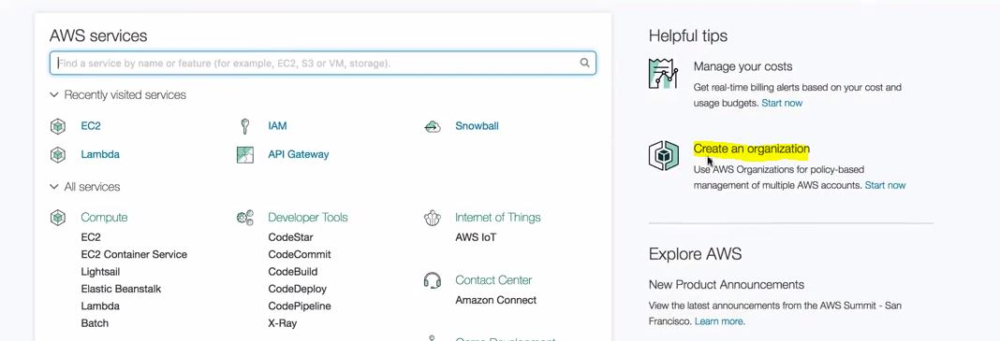 AWS services
Find a service by name or feature (for example, EC2, S3 or VM, storage).
Recently visited services
EC2
IAM
Snowball
Lambda
API Gateway
All services
Compute
EC2
EC2 Container Service
Lightsail
Elastic Beanstalk
Lambda
Batch
Developer Tools
CodeStar
CodeCommit
CodeBuild
CodeDeploy
CodePipeline
X-Ray
Internet of Things
AWS IoT
Contact Center
Amazon Connect
Game Development
Helpful tips
Manage your costs
Get real-time billing alerts based on your cost and
usage budgets. Start now
Create an organization
Use AWS Organizations for policy-based
management of multiple AWS accounts. Start now
Explore AWS
New Product Announcements
View the latest announcements from the AWS Summit - San
Francisco. Learn more.